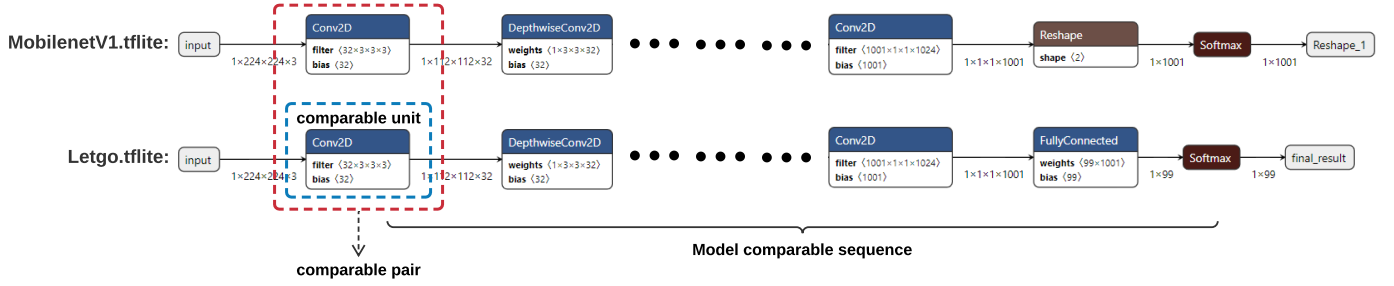 MobilenetV1.tflite:
input
1×224×224×3
Conv2D
filter ⟨32×3×3×3⟩
bias ⟨32⟩
1×112×112×32
DepthwiseConv2D
weights ⟨1×3×3×32⟩
bias ⟨32⟩
Conv2D
filter ⟨1001×1×1×1024⟩
bias ⟨1001⟩
1×1×1×1001
Reshape
shape ⟨2⟩
1×1001
Softmax
1×1001
Reshape_1
comparable unit
Letgo.tflite:
input
1×224×224×3
Conv2D
filter ⟨32×3×3×3⟩
bias ⟨32⟩
1×112×112×32
DepthwiseConv2D
weights ⟨1×3×3×32⟩
bias ⟨32⟩
Conv2D
filter ⟨1001×1×1×1024⟩
bias ⟨1001⟩
1×1×1×1001
FullyConnected
weights ⟨99×1001⟩
bias ⟨99⟩
1×99
Softmax
1×99
final_result
Model comparable sequence
comparable pair